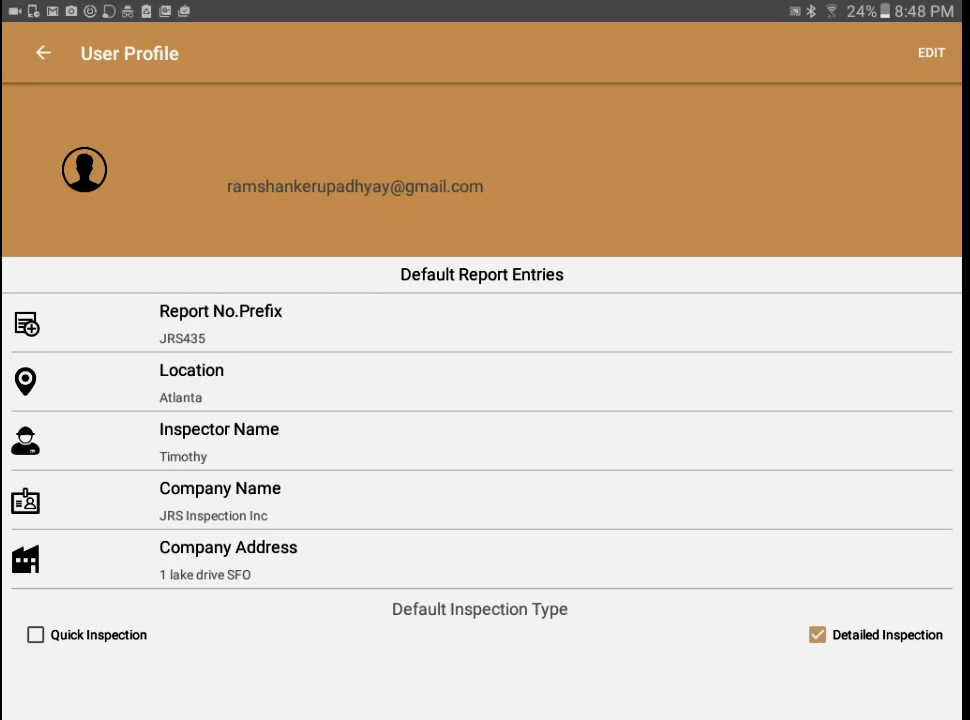 24% 8:48 PM
User Profile
EDIT
ramshankerupadhyay@gmail.com
Default Report Entries
Report No.Prefix
JRS435
Location
Atlanta
Inspector Name
Timothy
Company Name
JRS Inspection Inc
Company Address
1 lake drive SFO
Default Inspection Type
Quick Inspection
Detailed Inspection